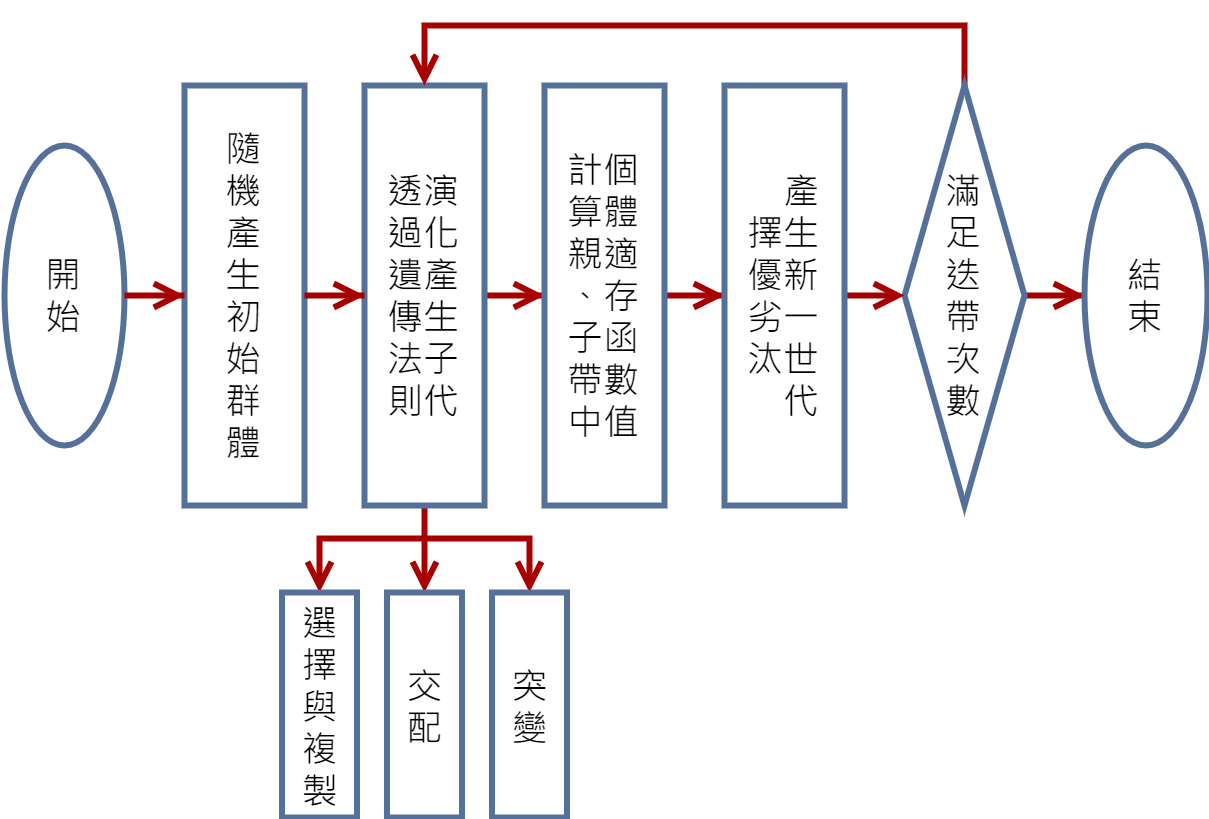 開始
隨機產生初始群體
透過遺傳法則
演化產生子代
計算親、子帶中
個體適存函數值
擇優劣汰
產生新一世代
滿足迭帶次數
結束
選擇與複製
交配
突變